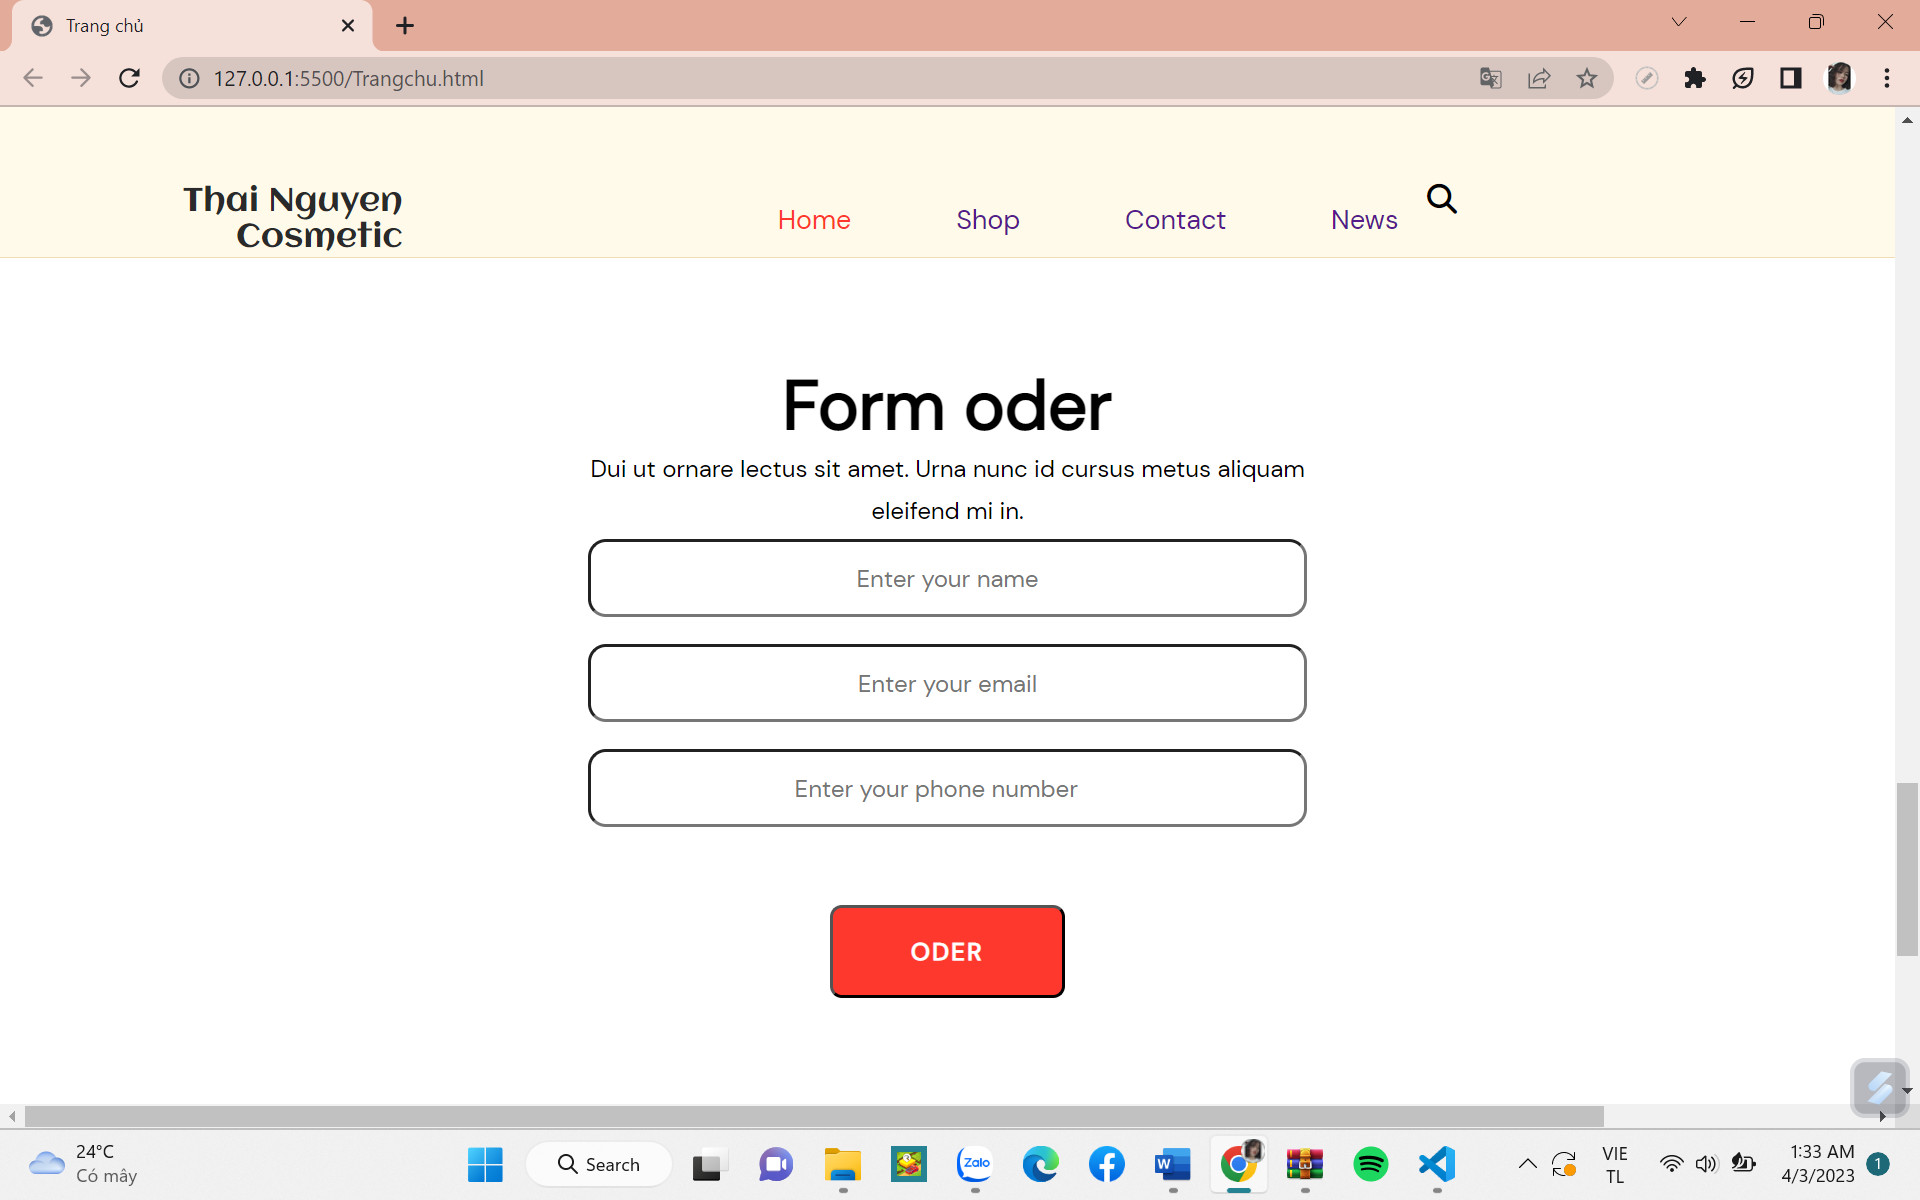 Trang chủ
127.0.0.1:5500/Trangchu.html
Thai Nguyen
Cosmetic
Home
Shop
Contact
News
Form oder
Dui ut ornare lectus sit amet. Urna nunc id cursus metus aliquam
eleifend mi in.
Enter your name
Enter your email
Enter your phone number
ODER
24°C
Có mây
Search
Zalo
W
VIE
TL
1:33 AM
4/3/2023
1